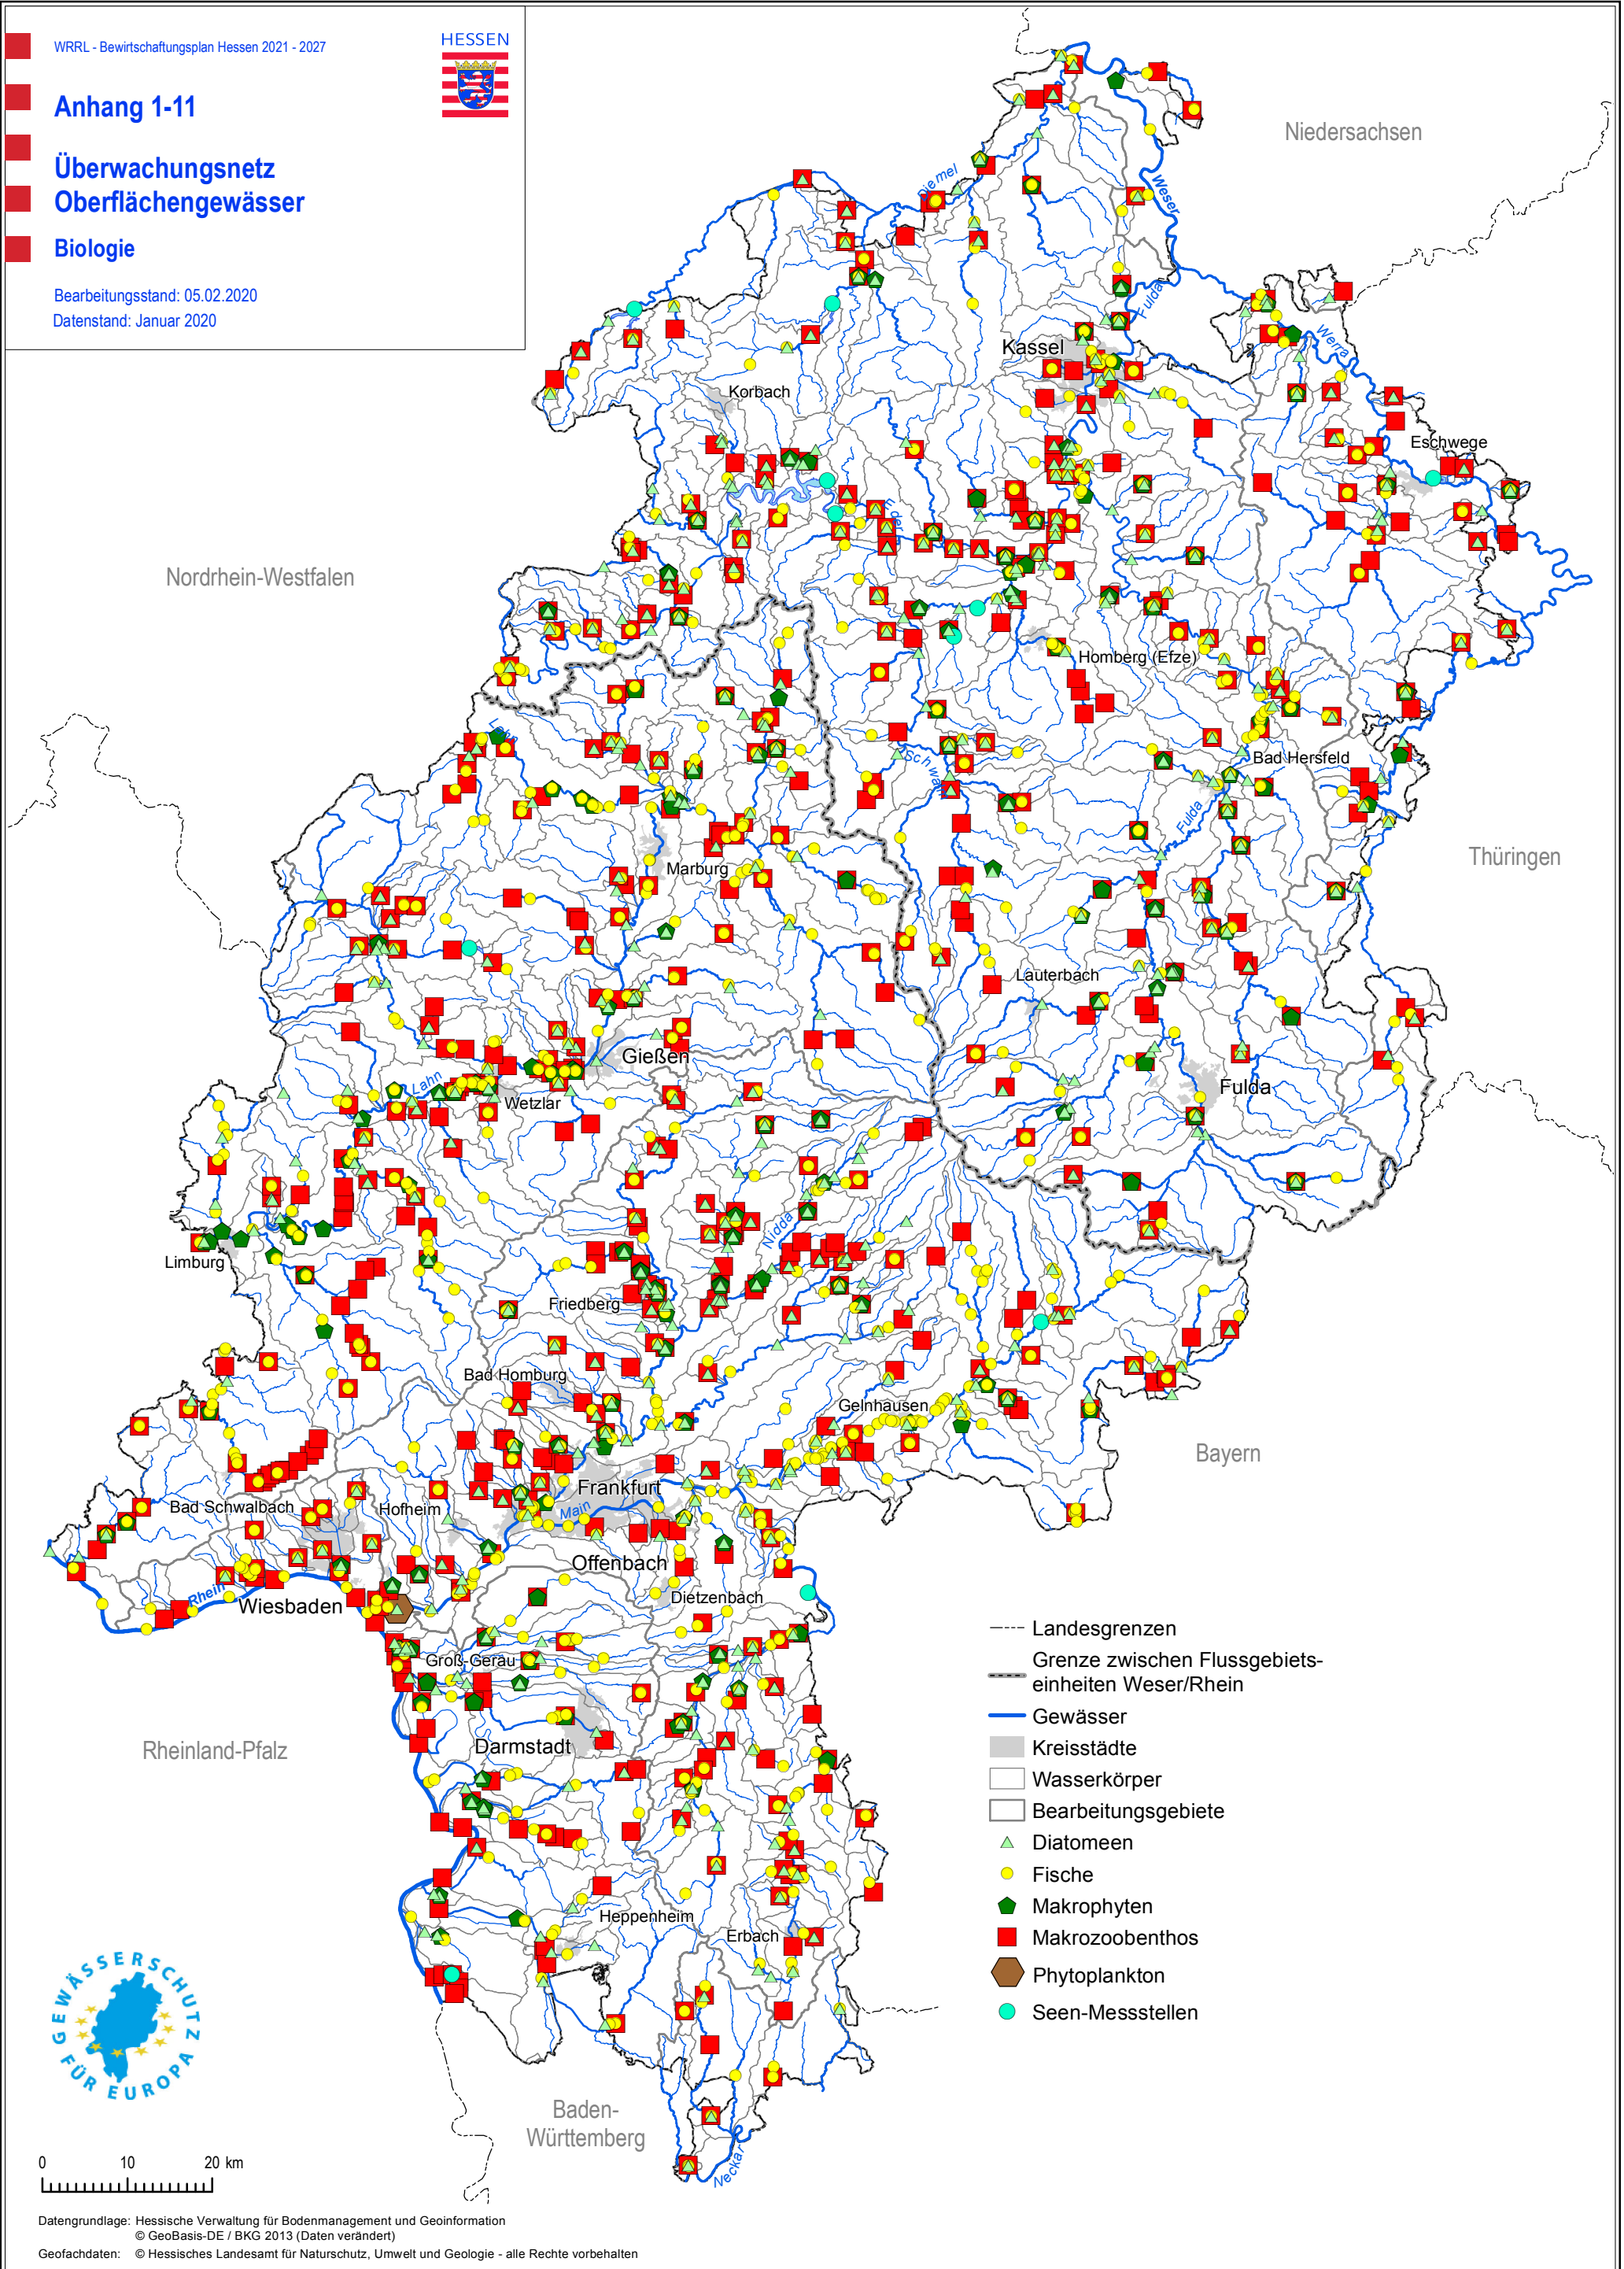 WRRL - Bewirtschaftungsplan Hessen 2021 - 2027
HESSEN
Anhang 1-11
Überwachungsnetz
Oberflächengewässer
Biologie
Bearbeitungsstand: 05.02.2020
Datenstand: Januar 2020
Niedersachsen
Diemel
Weser
Fulda
Werra
Kassel
Korbach
Eschwege
Eder
Nordrhein-Westfalen
Homberg (Efze)
Lahn
Schwalm
Bad Hersfeld
Fulda
Thüringen
Marburg
Lauterbach
Gießen
Lahn
Fulda
Wetzlar
Nidda
Limburg
Friedberg
Bad Homburg
Gelnhausen
Bayern
Frankfurt
Bad Schwalbach
Hofheim
Main
Offenbach
Rhein
Wiesbaden
Dietzenbach
Groß-Gerau
Rheinland-Pfalz
Darmstadt
Heppenheim
Erbach
Baden-
Württemberg
Neckar
Landesgrenzen
Grenze zwischen Flussgebiets-
einheiten Weser/Rhein
Gewässer
Kreisstädte
Wasserkörper
Bearbeitungsgebiete
Diatomeen
Fische
Makrophyten
Makrozoobenthos
Phytoplankton
Seen-Messstellen
GEWÄSSERSCHUTZ
FÜR EUROPA
0 10 20 km
Datengrundlage: Hessische Verwaltung für Bodenmanagement und Geoinformation
© GeoBasis-DE / BKG 2013 (Daten verändert)
Geofachdaten: © Hessisches Landesamt für Naturschutz, Umwelt und Geologie - alle Rechte vorbehalten